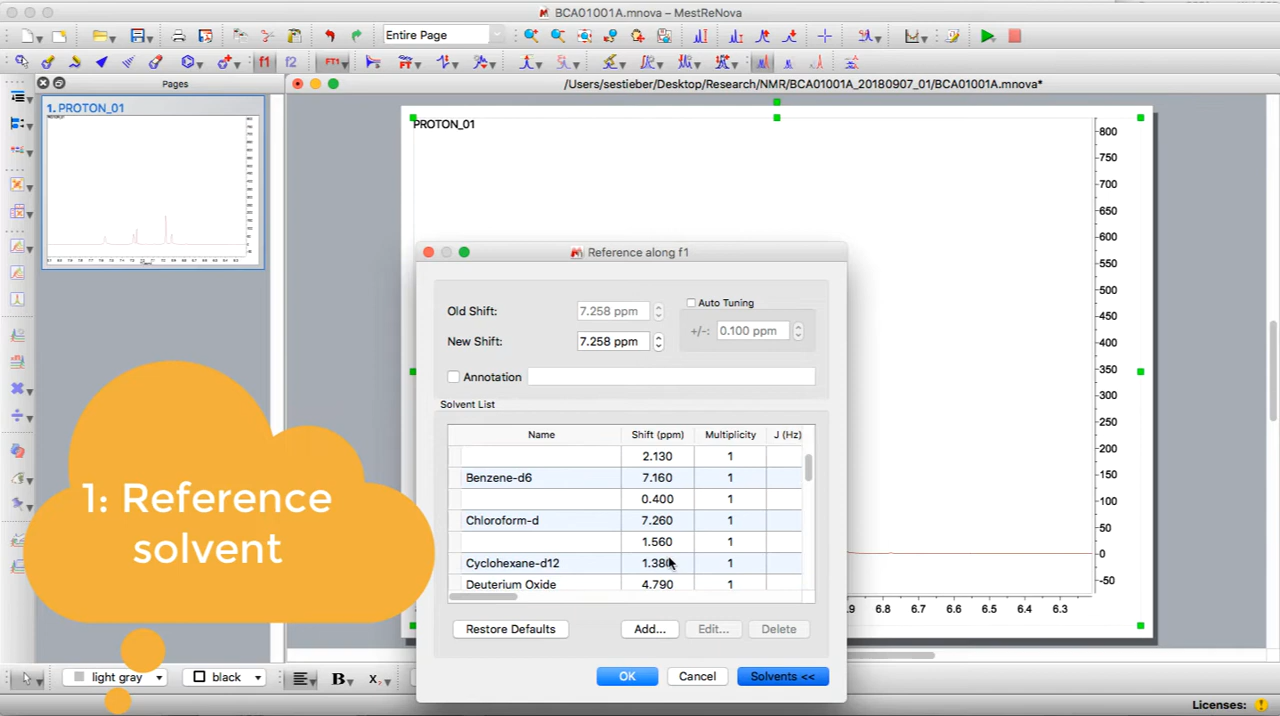 BCA01001A.mnova – MestReNova
Entire Page
f1 f2 FT1 FT
Pages
/Users/sestieber/Desktop/Research/NMR/BCA01001A_20180907_01/BCA01001A.mnova*
1. PROTON_01
PROTON_01
800
750
700
650
600
550
500
450
400
350
300
250
200
150
100
50
0
-50
6.9 6.8 6.7 6.6 6.5 6.4 6.3
Reference along f1
Old Shift: 7.258 ppm
Auto Tuning
New Shift: 7.258 ppm
+/-: 0.100 ppm
Annotation
Solvent List
Name Shift (ppm) Multiplicity J (Hz)
2.130 1
Benzene-d6 7.160 1
0.400 1
Chloroform-d 7.260 1
1.560 1
Cyclohexane-d12 1.380 1
Deuterium Oxide 4.790 1
Restore Defaults Add... Edit... Delete
OK Cancel Solvents <<
1: Reference
solvent
light gray black B X₂
Licenses: